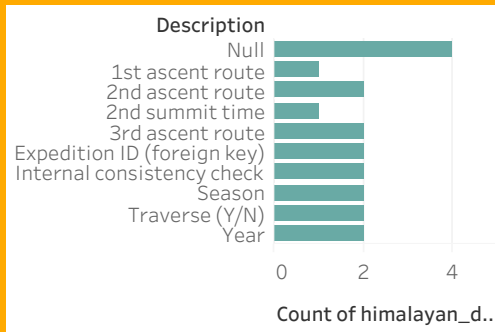 Description
Null
1st ascent route
2nd ascent route
2nd summit time
3rd ascent route
Expedition ID (foreign key)
Internal consistency check
Season
Traverse (Y/N)
Year
0 2 4
Count of himalayan_d..